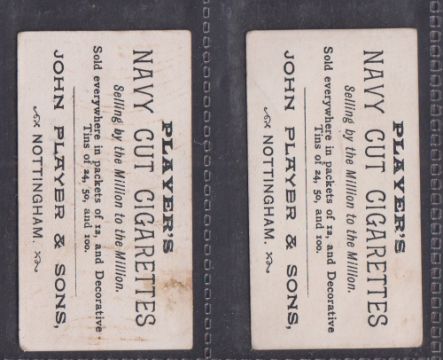 PLAYER'S
NAVY CUT CIGARETTES
Selling by the Million to the Million.
Sold everywhere in packets of 12, and Decorative
Tins of 24, 50, and 100.
JOHN PLAYER & SONS,
NOTTINGHAM.
PLAYER'S
NAVY CUT CIGARETTES
Selling by the Million to the Million.
Sold everywhere in packets of 12, and Decorative
Tins of 24, 50, and 100.
JOHN PLAYER & SONS,
NOTTINGHAM.